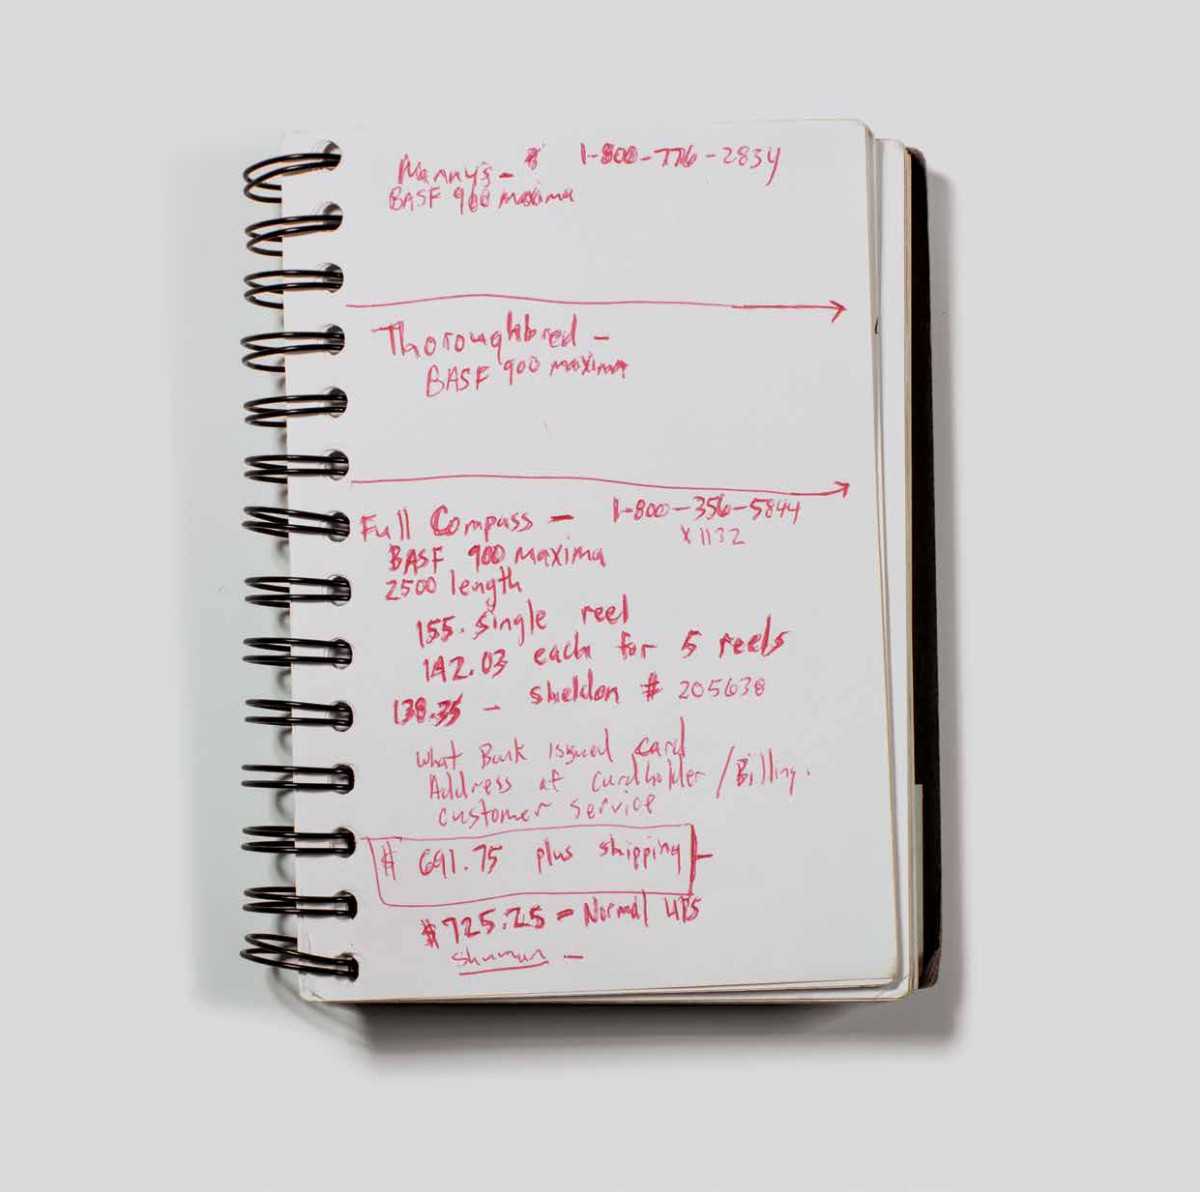 Manny's - $ 1-800-776-2834
BASF 900 maxima
Thoroughbred -
BASF 900 maxima
Full Compass - 1-800-356-5844
x1132
BASF 900 maxima
2500 length
155. single reel
142.03 each for 5 reels
138.35 - sheldon # 205638
What Bank issued card
Address of cardholder / Billing.
customer service
$ 691.75 plus shipping -
$725.25 = Normal UPS
Shuman -